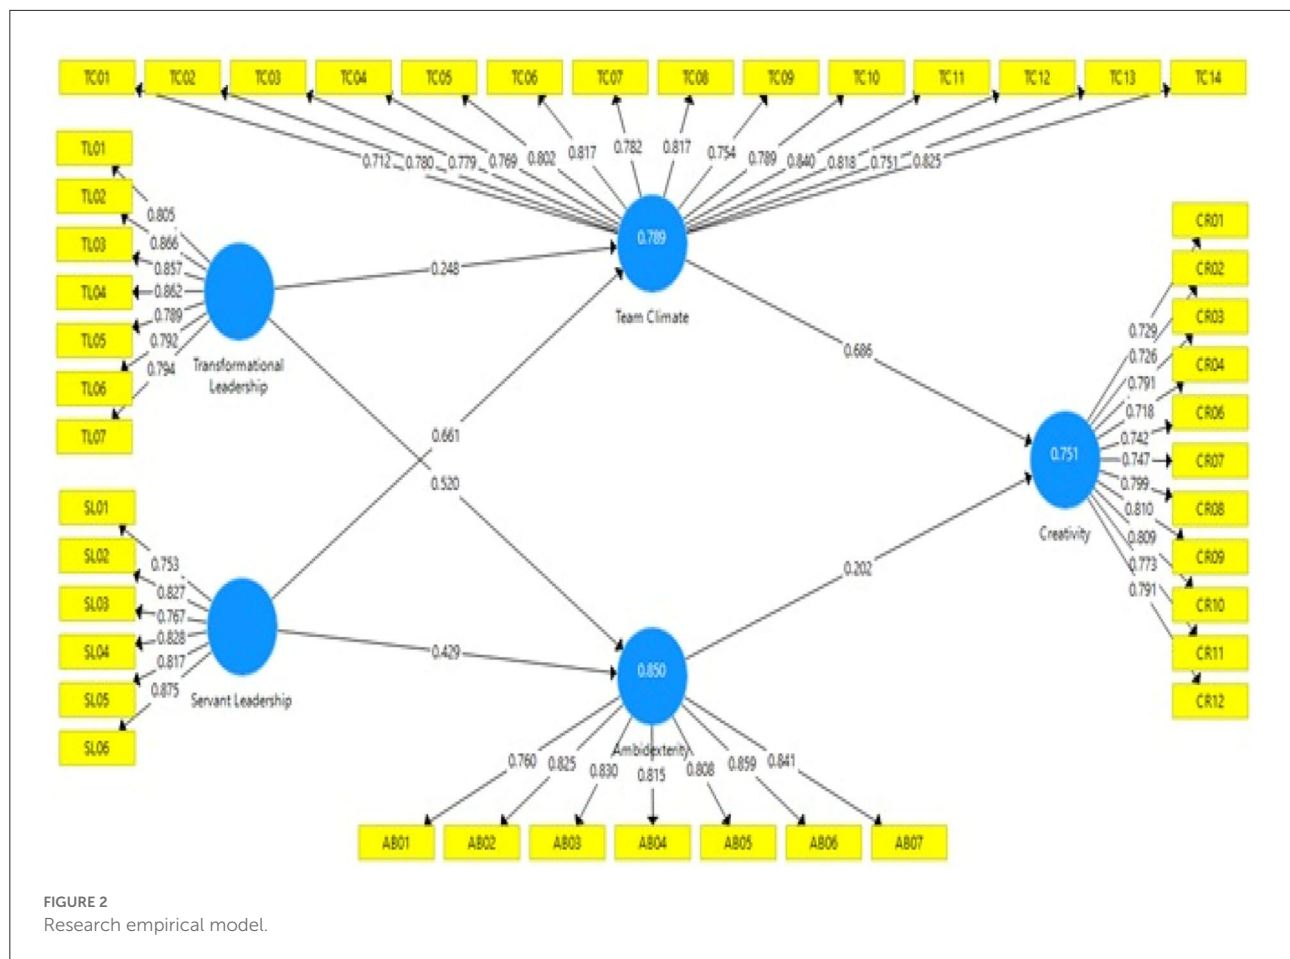 TC01 TC02 TC03 TC04 TC05 TC06 TC07 TC08 TC09 TC10 TC11 TC12 TC13 TC14
0.712 0.780 0.779 0.769 0.802 0.817 0.782 0.817 0.754 0.789 0.840 0.818 0.751 0.825
TL01
TL02
TL03
TL04
TL05
TL06
TL07
0.805
0.866
0.857
0.862
0.789
0.792
0.794
Transformational
Leadership
0.248
0.789
Team Climate
0.661
0.520
0.686
SL01
SL02
SL03
SL04
SL05
SL06
0.753
0.827
0.767
0.828
0.817
0.875
Servant Leadership
0.429
0.850
Ambidexterity
0.202
0.751
Creativity
0.729
0.726
0.791
0.718
0.742
0.747
0.799
0.810
0.809
0.773
0.791
CR01
CR02
CR03
CR04
CR06
CR07
CR08
CR09
CR10
CR11
CR12
0.760 0.825 0.830 0.815 0.808 0.859 0.841
AB01 AB02 AB03 AB04 AB05 AB06 AB07
FIGURE 2
Research empirical model.